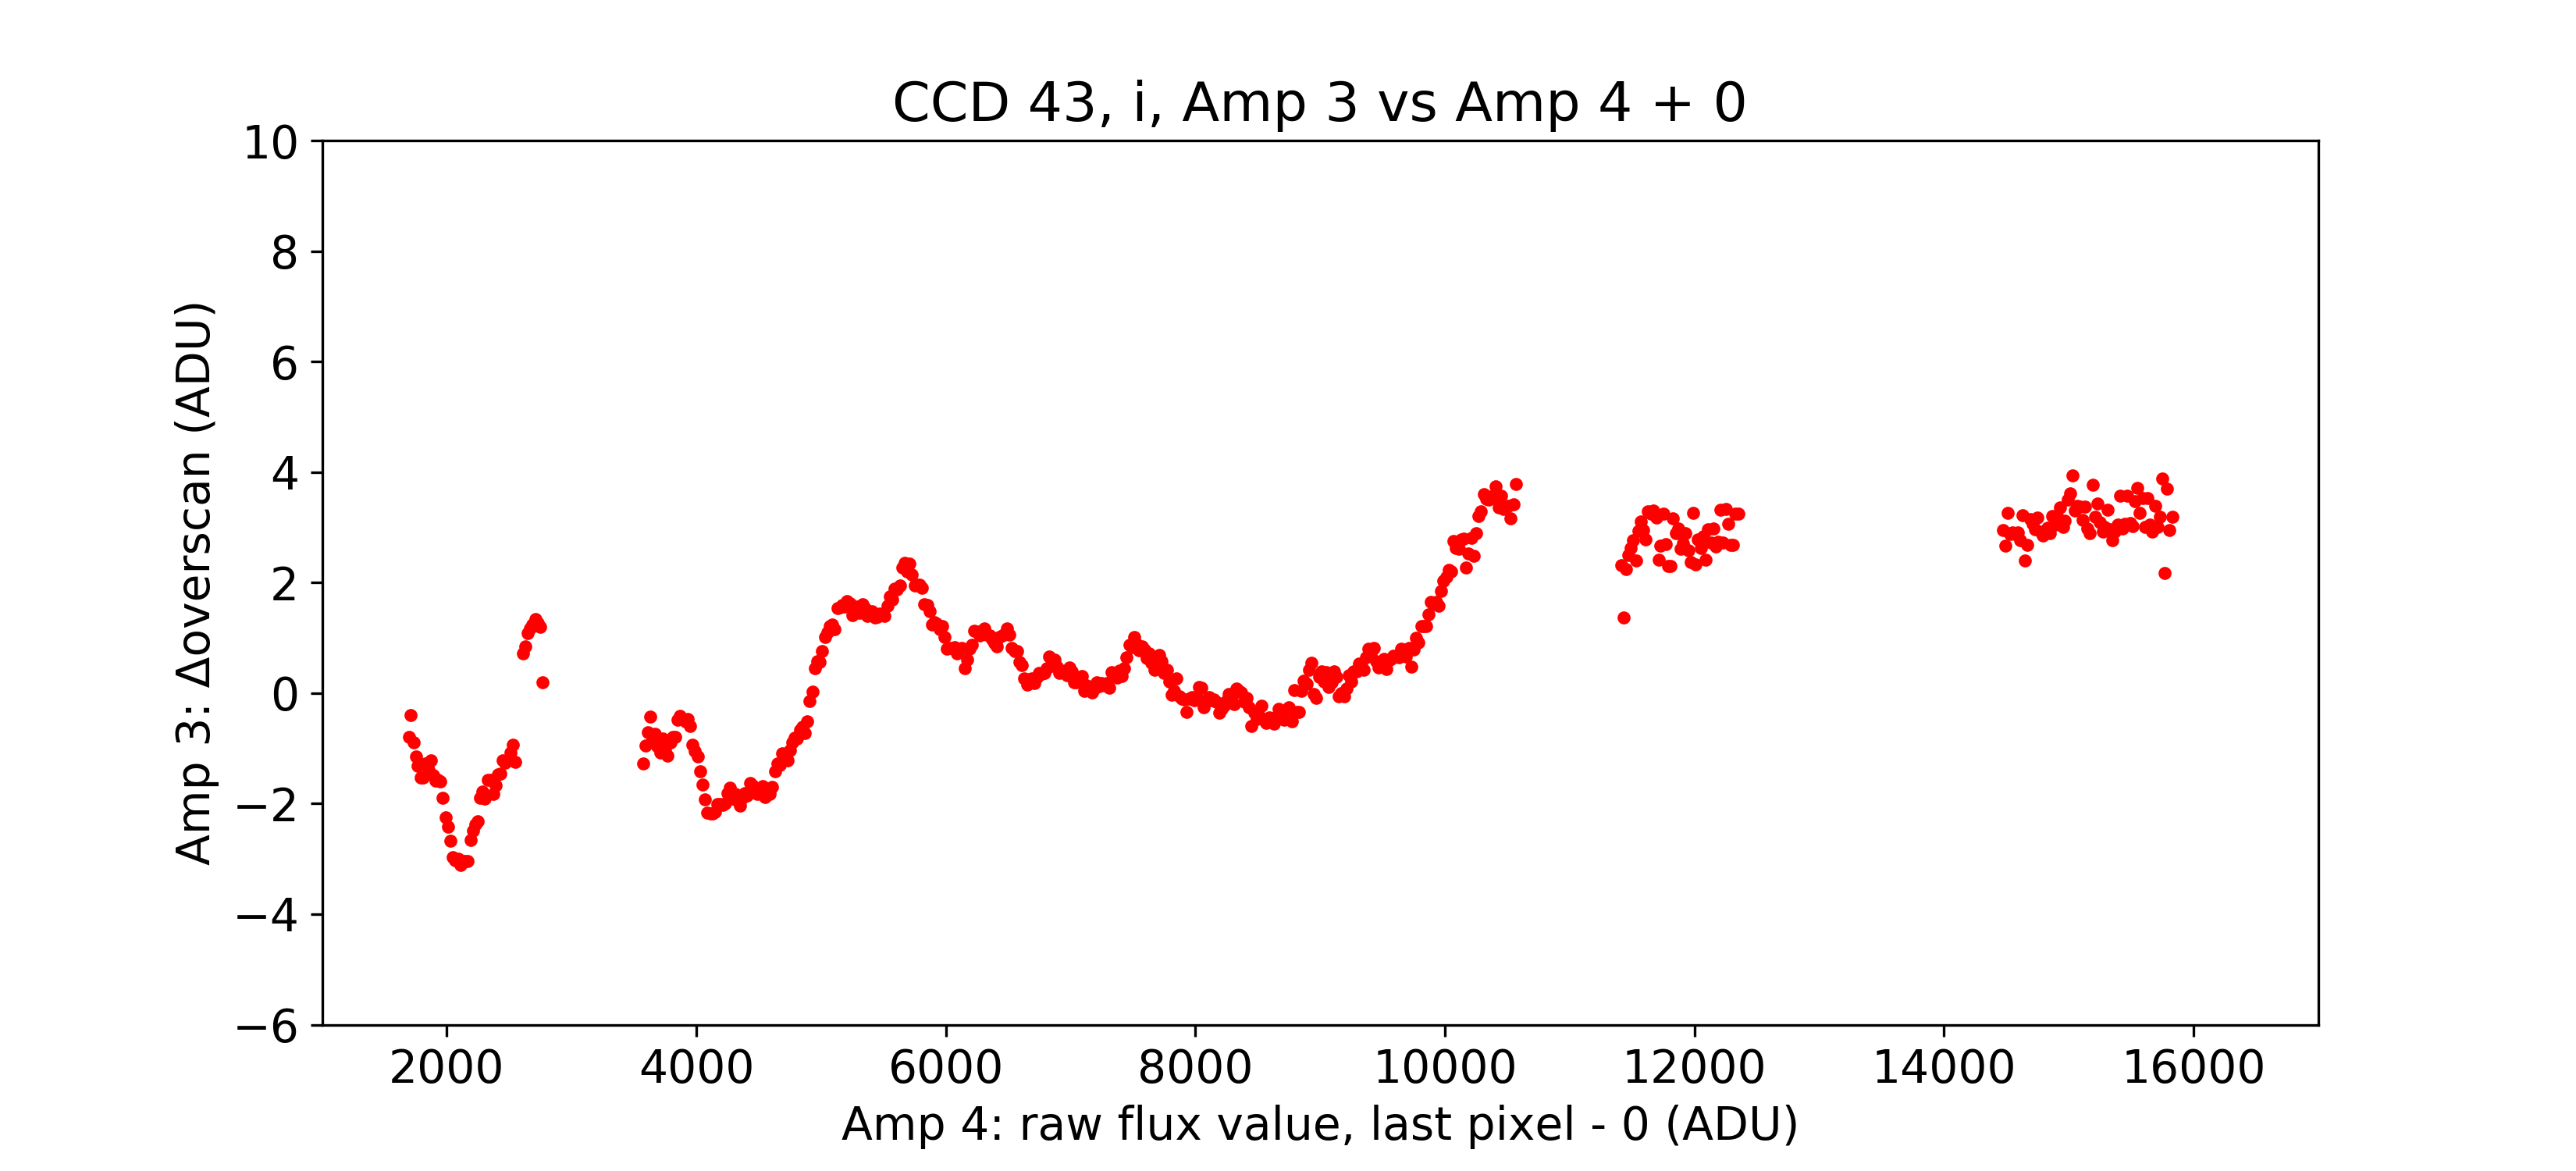 CCD 43, i, Amp 3 vs Amp 4 + 0
10
8
6
4
2
0
−2
−4
−6
Amp 3: Δoverscan (ADU)
2000 4000 6000 8000 10000 12000 14000 16000
Amp 4: raw flux value, last pixel - 0 (ADU)